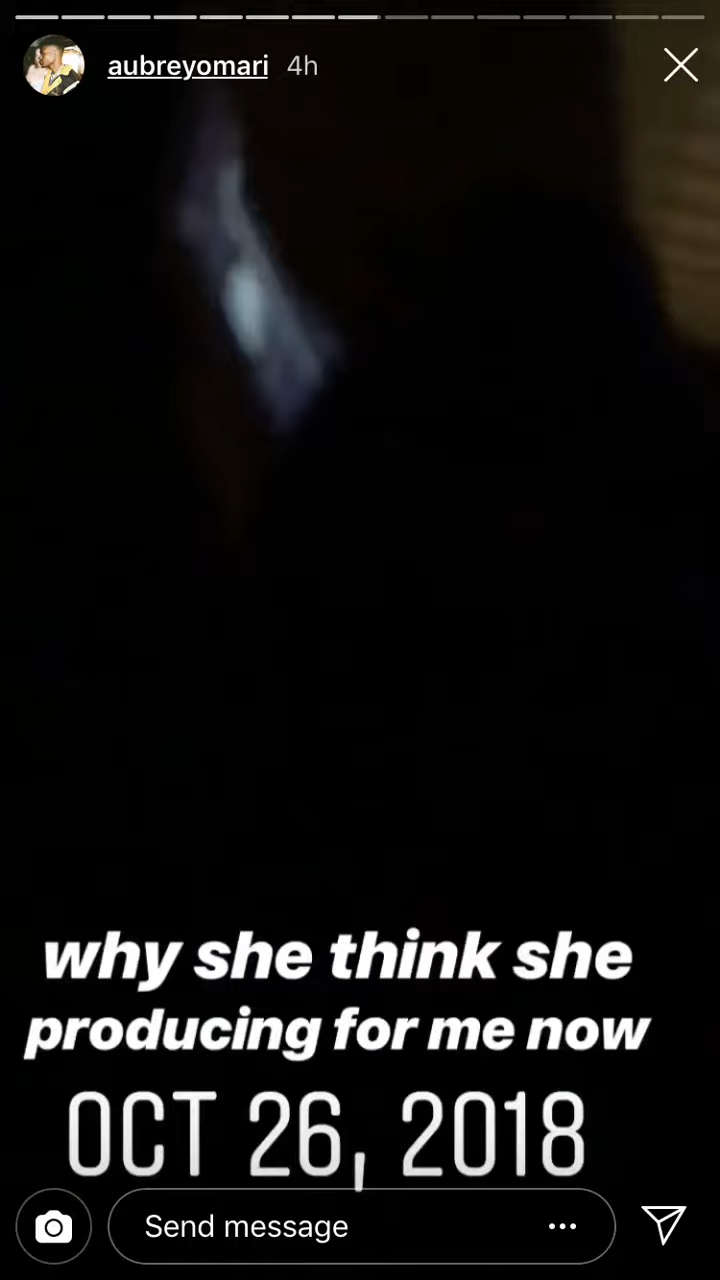 aubreyomari 4h
why she think she
producing for me now
OCT 26, 2018
Send message